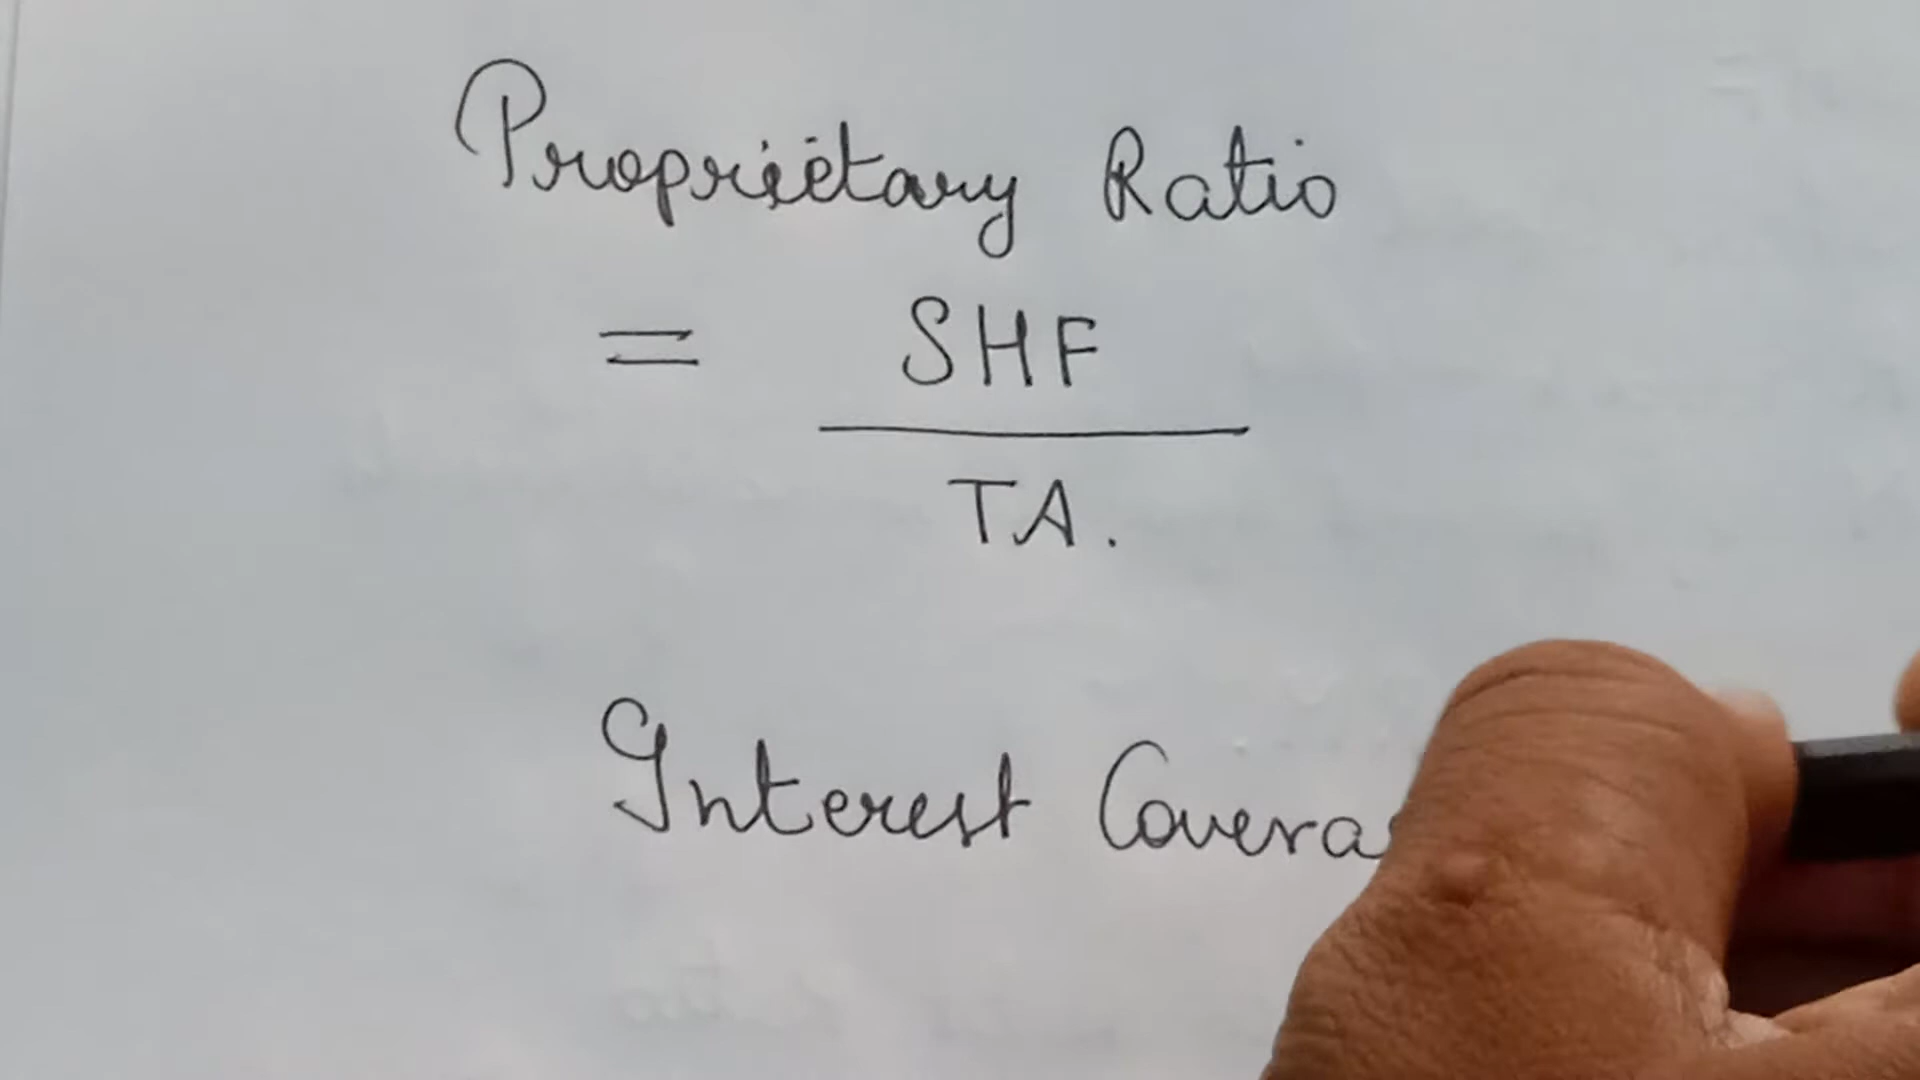 Proprietary Ratio
= SHF
TA.
Interest Covera